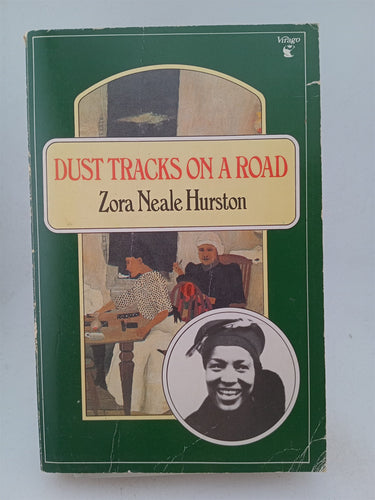 Virago
DUST TRACKS ON A ROAD
Zora Neale Hurston